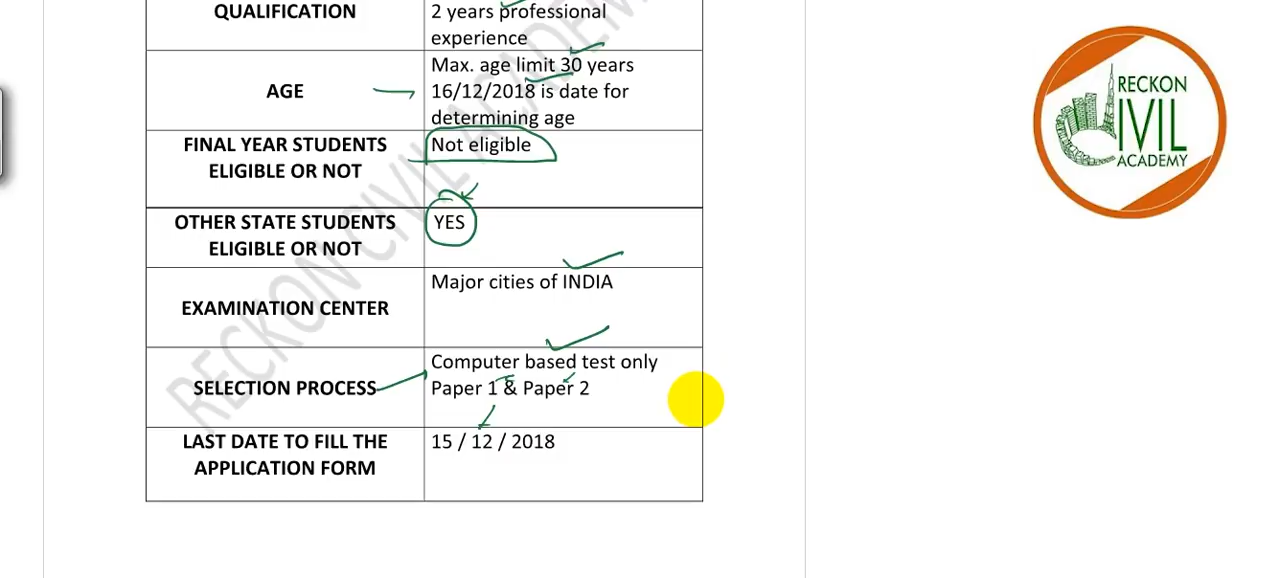 QUALIFICATION
2 years professional
experience
AGE
Max. age limit 30 years
16/12/2018 is date for
determining age
FINAL YEAR STUDENTS
ELIGIBLE OR NOT
Not eligible
OTHER STATE STUDENTS
ELIGIBLE OR NOT
YES
EXAMINATION CENTER
Major cities of INDIA
SELECTION PROCESS
Computer based test only
Paper 1 & Paper 2
LAST DATE TO FILL THE
APPLICATION FORM
15 / 12 / 2018
RECKON CIVIL ACADEM
RECKON
IVIL
ACADEMY